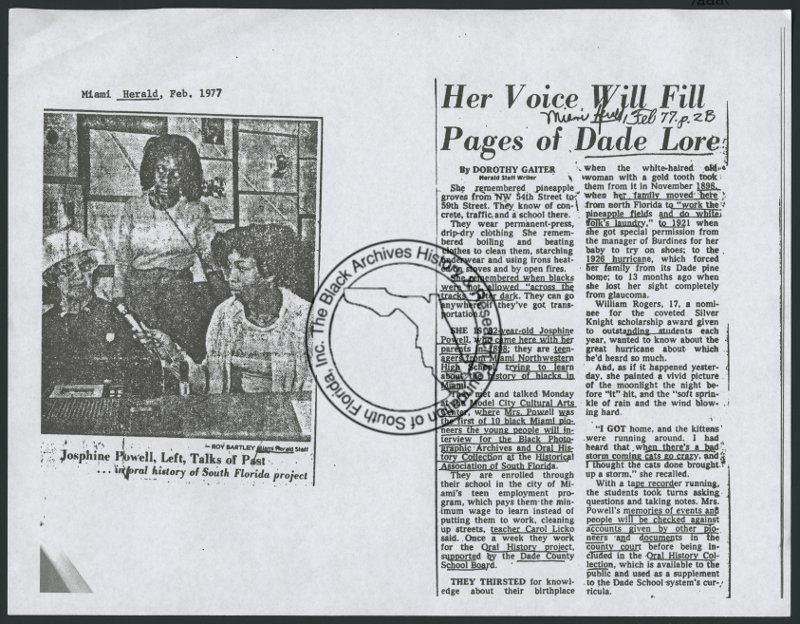 Miami Herald, Feb. 1977
— ROY BARTLEY Miami Herald Staff
Josphine Powell, Left, Talks of Past
... in oral history of South Florida project
Her Voice Will Fill
Miami Herald, Feb 77. p. 2B
Pages of Dade Lore
By DOROTHY GAITER
Herald Staff Writer
She remembered pineapple
groves from NW 54th Street to
59th Street. They know of con-
crete, traffic and a school there.
They wear permanent-press,
drip-dry clothing She remem-
bered boiling and beating
clothes to clean them, starching
underwear and using irons heat-
stoves and by open fires.
She remembered when blacks
were not allowed "across the
tracks" after dark. They can go
anywhere if they've got trans-
portation.
SHE IS 82-year-old Josphine
Powell, who came here with her
parents in 1898; they are teen-
agers from Miami Northwestern
High School trying to learn
about the history of blacks in
Miami.
They met and talked Monday
at the Model City Cultural Arts
Center, where Mrs. Powell was
the first of 10 black Miami pio-
neers the young people will in-
terview for the Black Photo-
graphic Archives and Oral His-
tory Collection at the Historical
Association of South Florida.
They are enrolled through
their school in the city of Mi-
ami's teen employment pro-
gram, which pays them the min-
imum wage to learn instead of
putting them to work, cleaning
up streets, teacher Carol Licko
said. Once a week they work
for the Oral History project,
supported by the Dade County
School Board.
THEY THIRSTED for knowl-
edge about their birthplace
when the white-haired old
woman with a gold tooth took
them from it in November 1898,
when her family moved here
from north Florida to "work the
pineapple fields and do white
folk's laundry," to 1921 when
she got special permission from
the manager of Burdines for her
baby to try on shoes; to the
1926 hurricane, which forced
her family from its Dade pine
home; to 13 months ago when
she lost her sight completely
from glaucoma.
William Rogers, 17, a nomi-
nee for the coveted Silver
Knight scholarship award given
to outstanding students each
year, wanted to know about the
great hurricane about which
he'd heard so much.
And, as if it happened yester-
day, she painted a vivid picture
of the moonlight the night be-
fore "it" hit, and the "soft sprin-
kle of rain and the wind blow-
ing hard.
"I GOT home, and the kittens
were running around. I had
heard that when there's a bad
storm coming cats go crazy, and
I thought the cats done brought
up a storm," she recalled.
With a tape recorder running,
the students took turns asking
questions and taking notes. Mrs.
Powell's memories of events and
people will be checked against
accounts given by other pio-
neers and documents in the
county court before being in-
cluded in the Oral History Col-
lection, which is available to the
public and used as a supplement
to the Dade School system's cur-
ricula.
The Black Archives History & Research Foundation of South Florida, Inc.